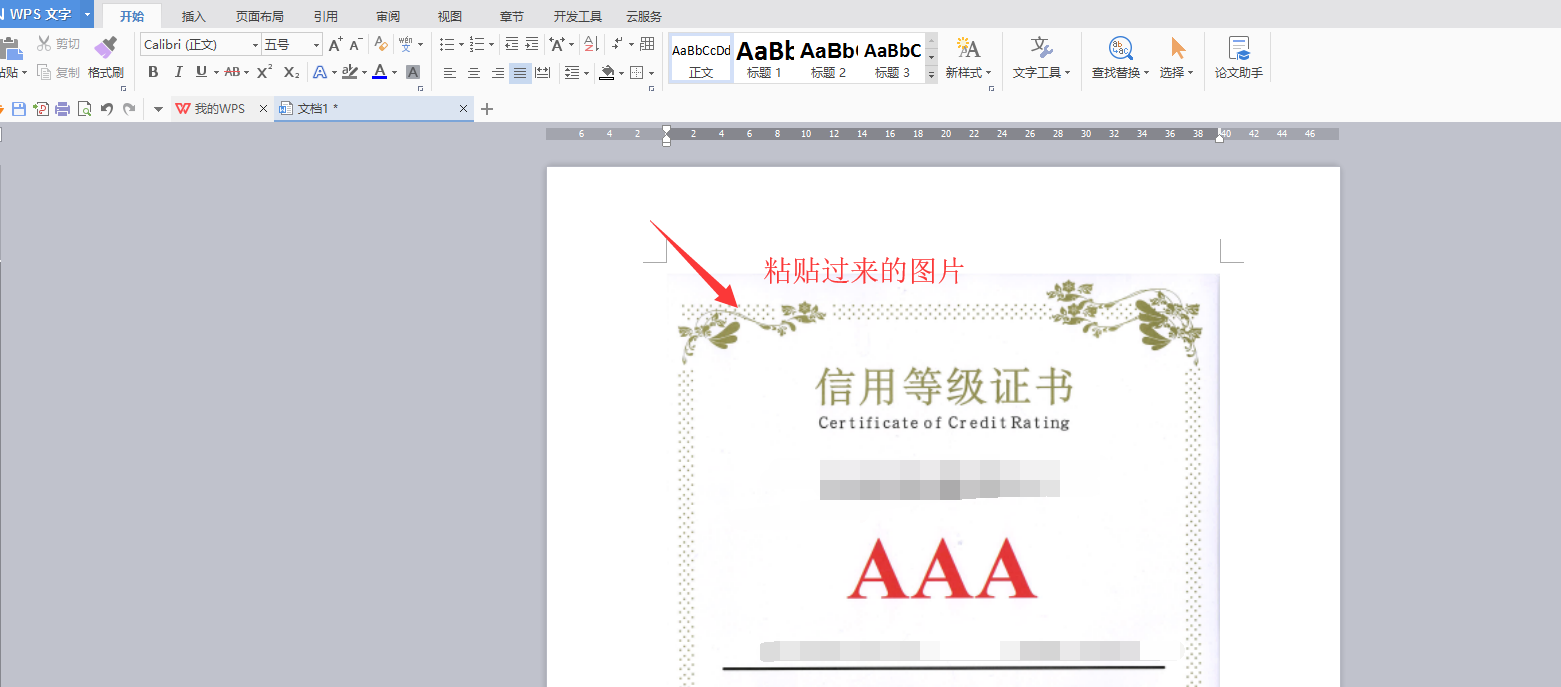 WPS 文字
开始 插入 页面布局 引用 审阅 视图 章节 开发工具 云服务
剪切 Calibri (正文) 五号
粘贴 复制 格式刷
B I U AB X² X₂ A A A
AaBbCcDd AaBb AaBb( AaBbC
正文 标题 1 标题 2 标题 3 新样式 文字工具 查找替换 选择 论文助手
我的WPS 文档1 *
6 4 2 2 4 6 8 10 12 14 16 18 20 22 24 26 28 30 32 34 36 38 40 42 44 46
粘贴过来的图片
信用等级证书
Certificate of Credit Rating
AAA